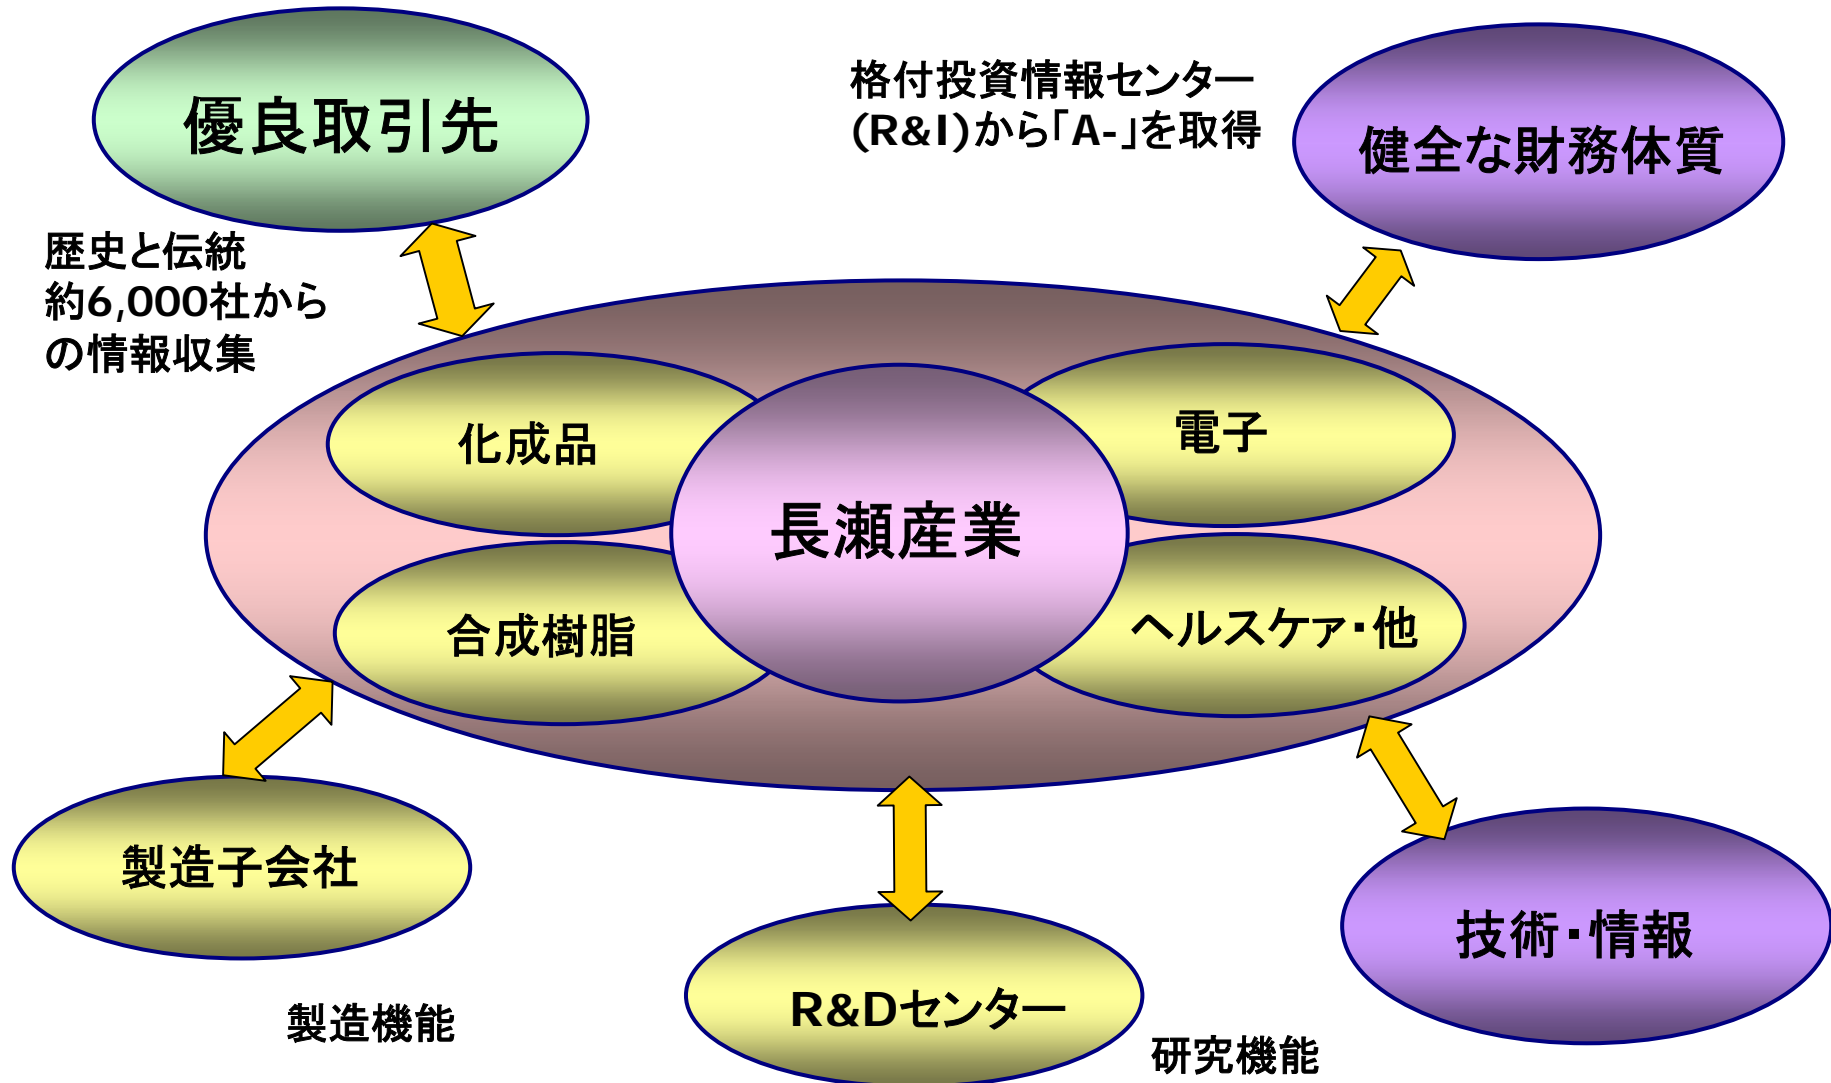 優良取引先
格付投資情報センター
(R&I)から「A-」を取得
健全な財務体質
歴史と伝統
約6,000社から
の情報収集
化成品
電子
長瀬産業
合成樹脂
ヘルスケァ・他
製造子会社
技術・情報
R&Dセンター
製造機能
研究機能